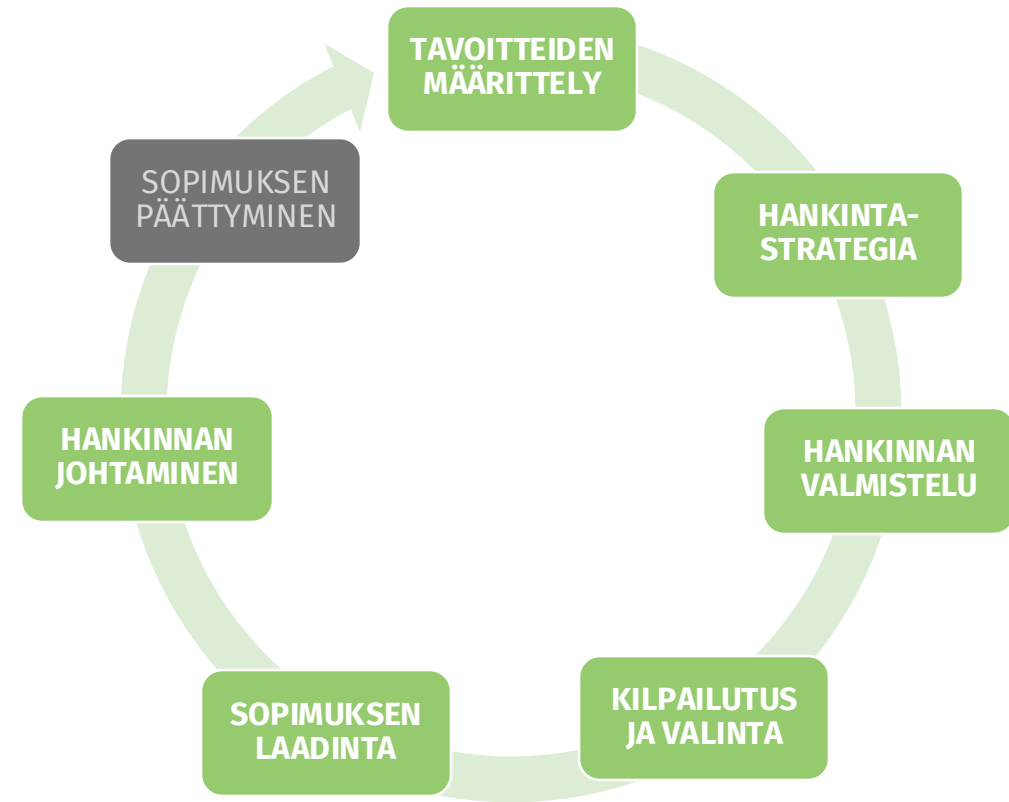 TAVOITTEIDEN
MÄÄRITTELY
HANKINTA-
STRATEGIA
HANKINNAN
VALMISTELU
KILPAILUTUS
JA VALINTA
SOPIMUKSEN
LAADINTA
HANKINNAN
JOHTAMINEN
SOPIMUKSEN
PÄÄTTYMINEN